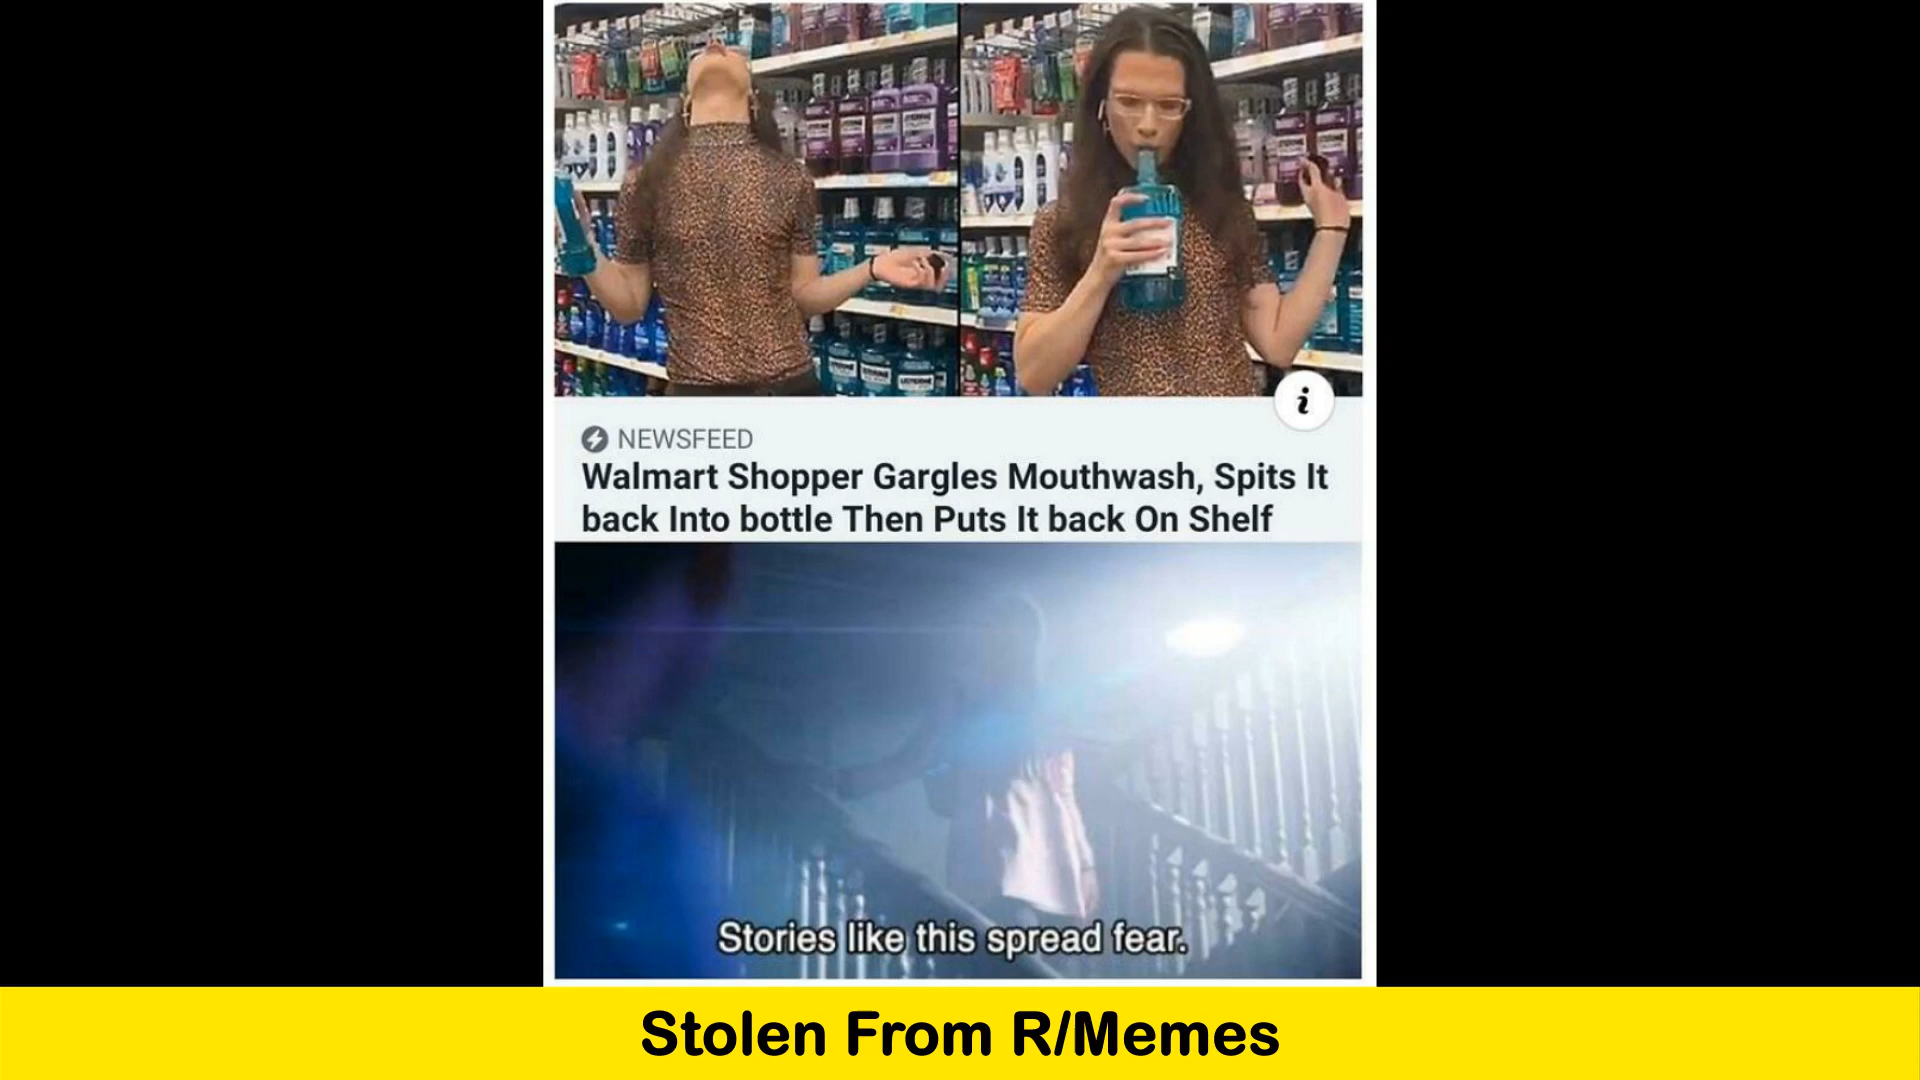 NEWSFEED
Walmart Shopper Gargles Mouthwash, Spits It
back Into bottle Then Puts It back On Shelf
Stories like this spread fear.
Stolen From R/Memes